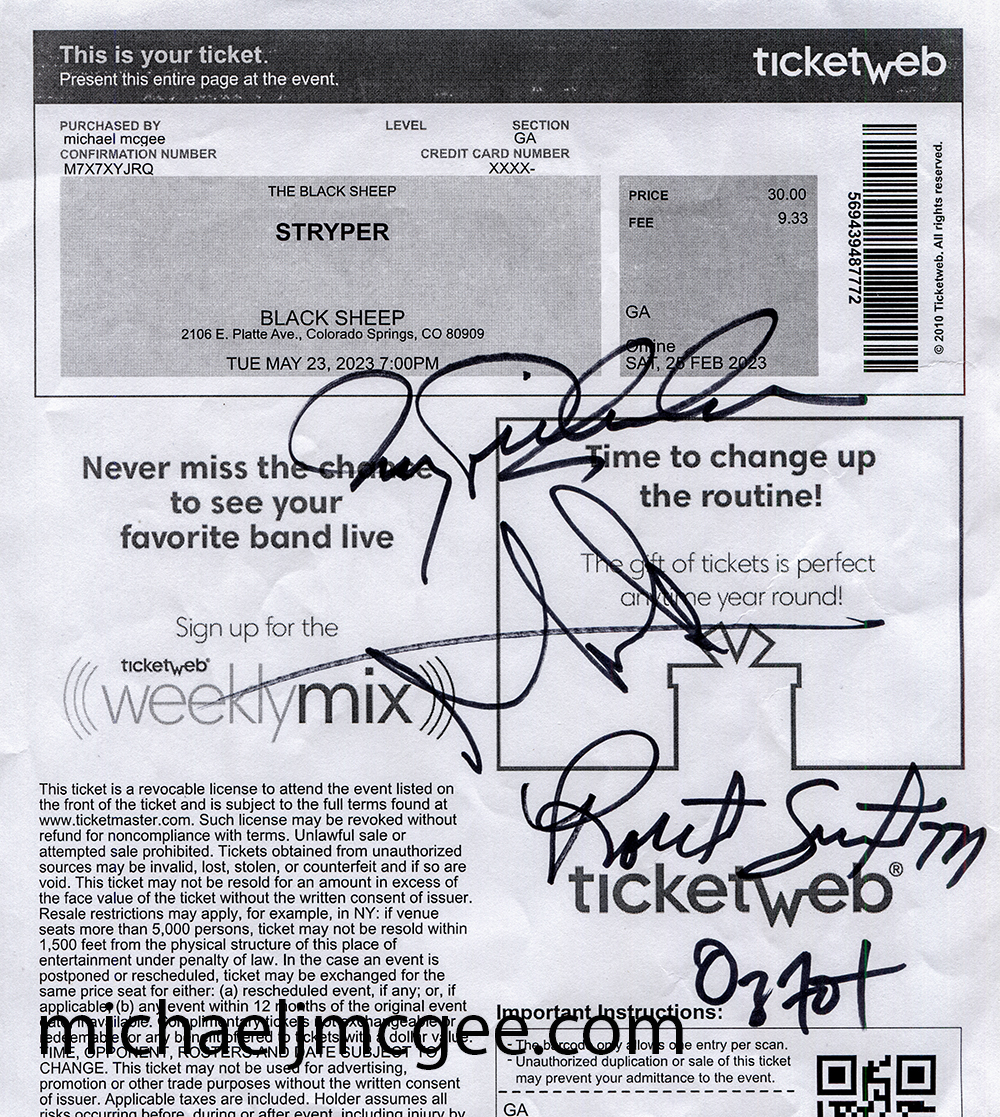 This is your ticket.
Present this entire page at the event.
ticketweb
PURCHASED BY
michael mcgee
CONFIRMATION NUMBER
M7X7XYJRQ
LEVEL
SECTION
GA
CREDIT CARD NUMBER
XXXX-
THE BLACK SHEEP
STRYPER
BLACK SHEEP
2106 E. Platte Ave., Colorado Springs, CO 80909
TUE MAY 23, 2023 7:00PM
PRICE 30.00
FEE 9.33
GA
Online
SAT, 25 FEB 2023
569439487772
© 2010 Ticketweb. All rights reserved.
Never miss the chance
to see your
favorite band live
Sign up for the
ticketweb®
weeklymix
Time to change up
the routine!
The gift of tickets is perfect
anytime year round!
This ticket is a revocable license to attend the event listed on
the front of the ticket and is subject to the full terms found at
www.ticketmaster.com. Such license may be revoked without
refund for noncompliance with terms. Unlawful sale or
attempted sale prohibited. Tickets obtained from unauthorized
sources may be invalid, lost, stolen, or counterfeit and if so are
void. This ticket may not be resold for an amount in excess of
the face value of the ticket without the written consent of issuer.
Resale restrictions may apply, for example, in NY: if venue
seats more than 5,000 persons, ticket may not be resold within
1,500 feet from the physical structure of this place of
entertainment under penalty of law. In the case an event is
postponed or rescheduled, ticket may be exchanged for the
same price seat for either: (a) rescheduled event, if any; or, if
applicable (b) any event within 12 months of the original event
TIME, OPPONENT, ROSTERS AND DATE SUBJECT TO
CHANGE. This ticket may not be used for advertising,
promotion or other trade purposes without the written consent
of issuer. Applicable taxes are included. Holder assumes all
risks occurring before, during or after event, including injury by
michaeljmcgee.com
Robert Sweet
ticketweb®
Oz Fox
Important Instructions:
- The barcode only allows one entry per scan.
- Unauthorized duplication or sale of this ticket
may prevent your admittance to the event.
GA